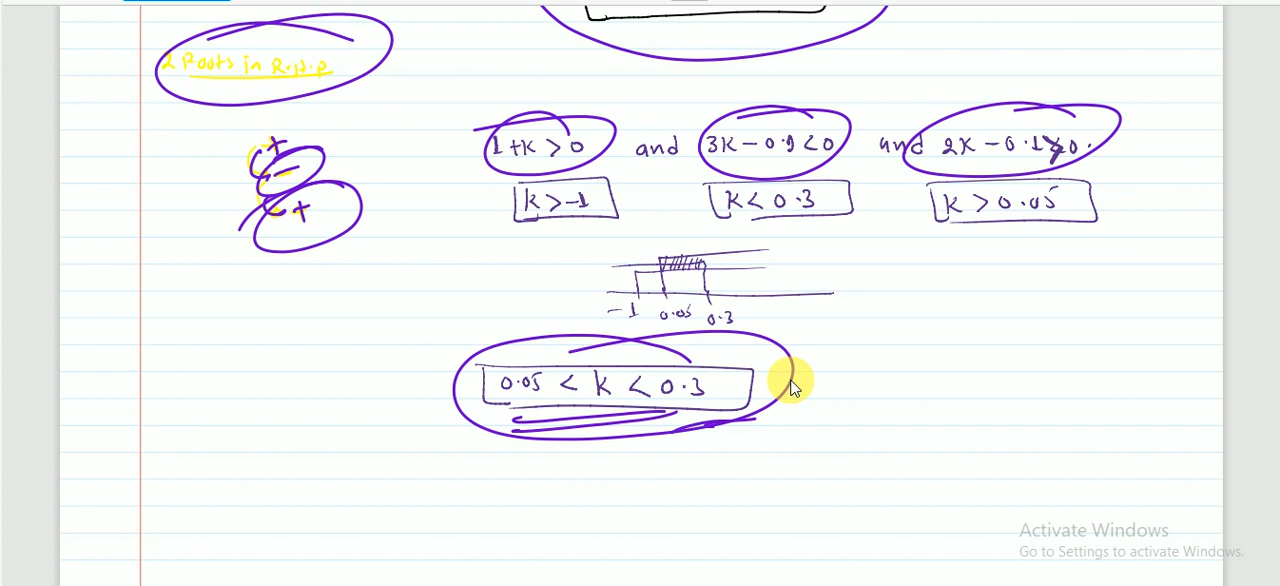 2 Roots in R.H.P
+
-
+
1+K > 0 and 3K - 0.9 < 0 and 2K - 0.1 > 0.
K > -1 K < 0.3 K > 0.05
-1 0.05 0.3
0.05 < K < 0.3
Activate Windows
Go to Settings to activate Windows.